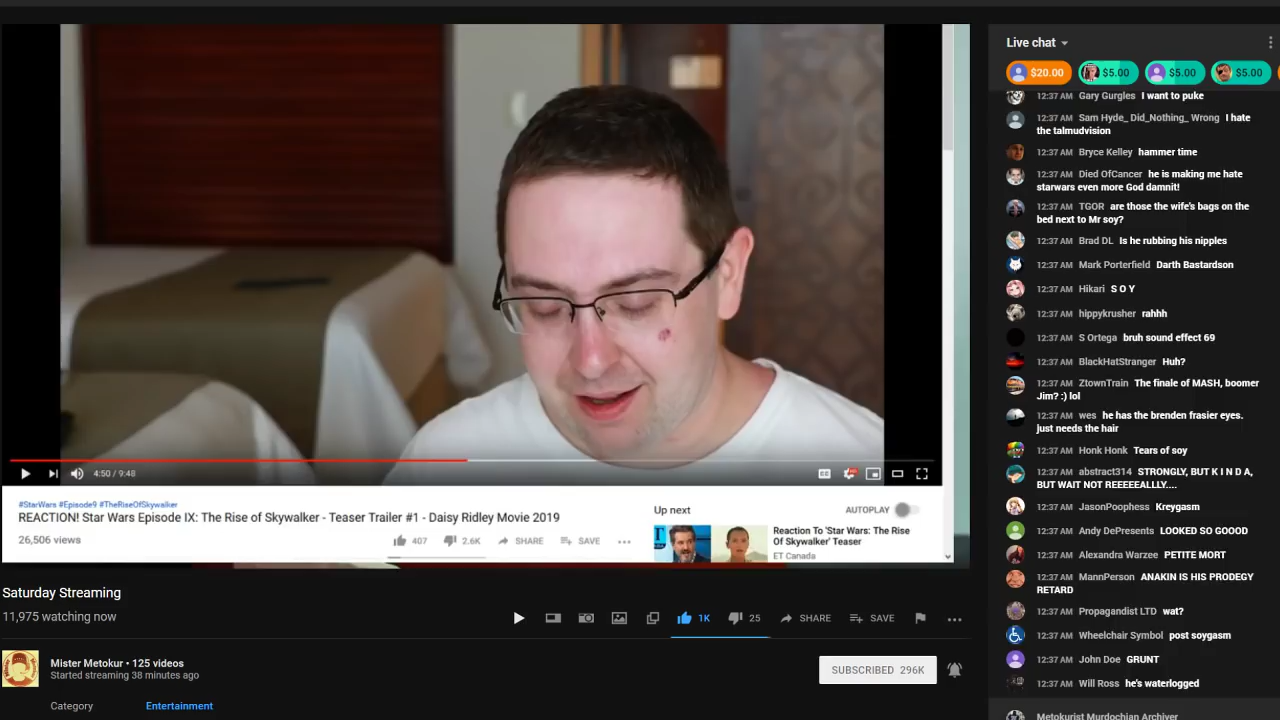 4:50 / 9:48
#StarWars #Episode9 #TheRiseOfSkywalker
REACTION! Star Wars Episode IX: The Rise of Skywalker - Teaser Trailer #1 - Daisy Ridley Movie 2019
26,506 views
407
2.6K
SHARE
SAVE
Up next
AUTOPLAY
Reaction To 'Star Wars: The
Rise Of Skywalker' Teaser
ET Canada
Saturday Streaming
11,975 watching now
1K
25
SHARE
SAVE
Mister Metokur • 125 videos
Started streaming 38 minutes ago
SUBSCRIBED 296K
Category
Entertainment
Live chat
$20.00
$5.00
$5.00
$5.00
12:37 AM Gary Gurgles I want to puke
12:37 AM Sam Hyde_ Did_Nothing_ Wrong I hate
the talmudvision
12:37 AM Bryce Kelley hammer time
12:37 AM Died OfCancer he is making me hate
starwars even more God damnit!
12:37 AM TGOR are those the wife's bags on the
bed next to Mr soy?
12:37 AM Brad DL Is he rubbing his nipples
12:37 AM Mark Porterfield Darth Bastardson
12:37 AM Hikari S O Y
12:37 AM hippykrusher rahhh
12:37 AM S Ortega bruh sound effect 69
12:37 AM BlackHatStranger Huh?
12:37 AM ZtownTrain The finale of MASH, boomer
Jim? :) lol
12:37 AM wes he has the brenden frasier eyes.
just needs the hair
12:37 AM Honk Honk Tears of soy
12:37 AM abstract314 STRONGLY, BUT K I N D A,
BUT WAIT NOT REEEEEALLLY....
12:37 AM JasonPoophess Kreygasm
12:37 AM Andy DePresents LOOKED SO GOOOD
12:37 AM Alexandra Warzee PETITE MORT
12:37 AM MannPerson ANAKIN IS HIS PRODEGY
RETARD
12:37 AM Propagandist LTD wat?
12:37 AM Wheelchair Symbol post soygasm
12:37 AM John Doe GRUNT
12:37 AM Will Ross he's waterlogged
Metokurist Murdochian Archiver